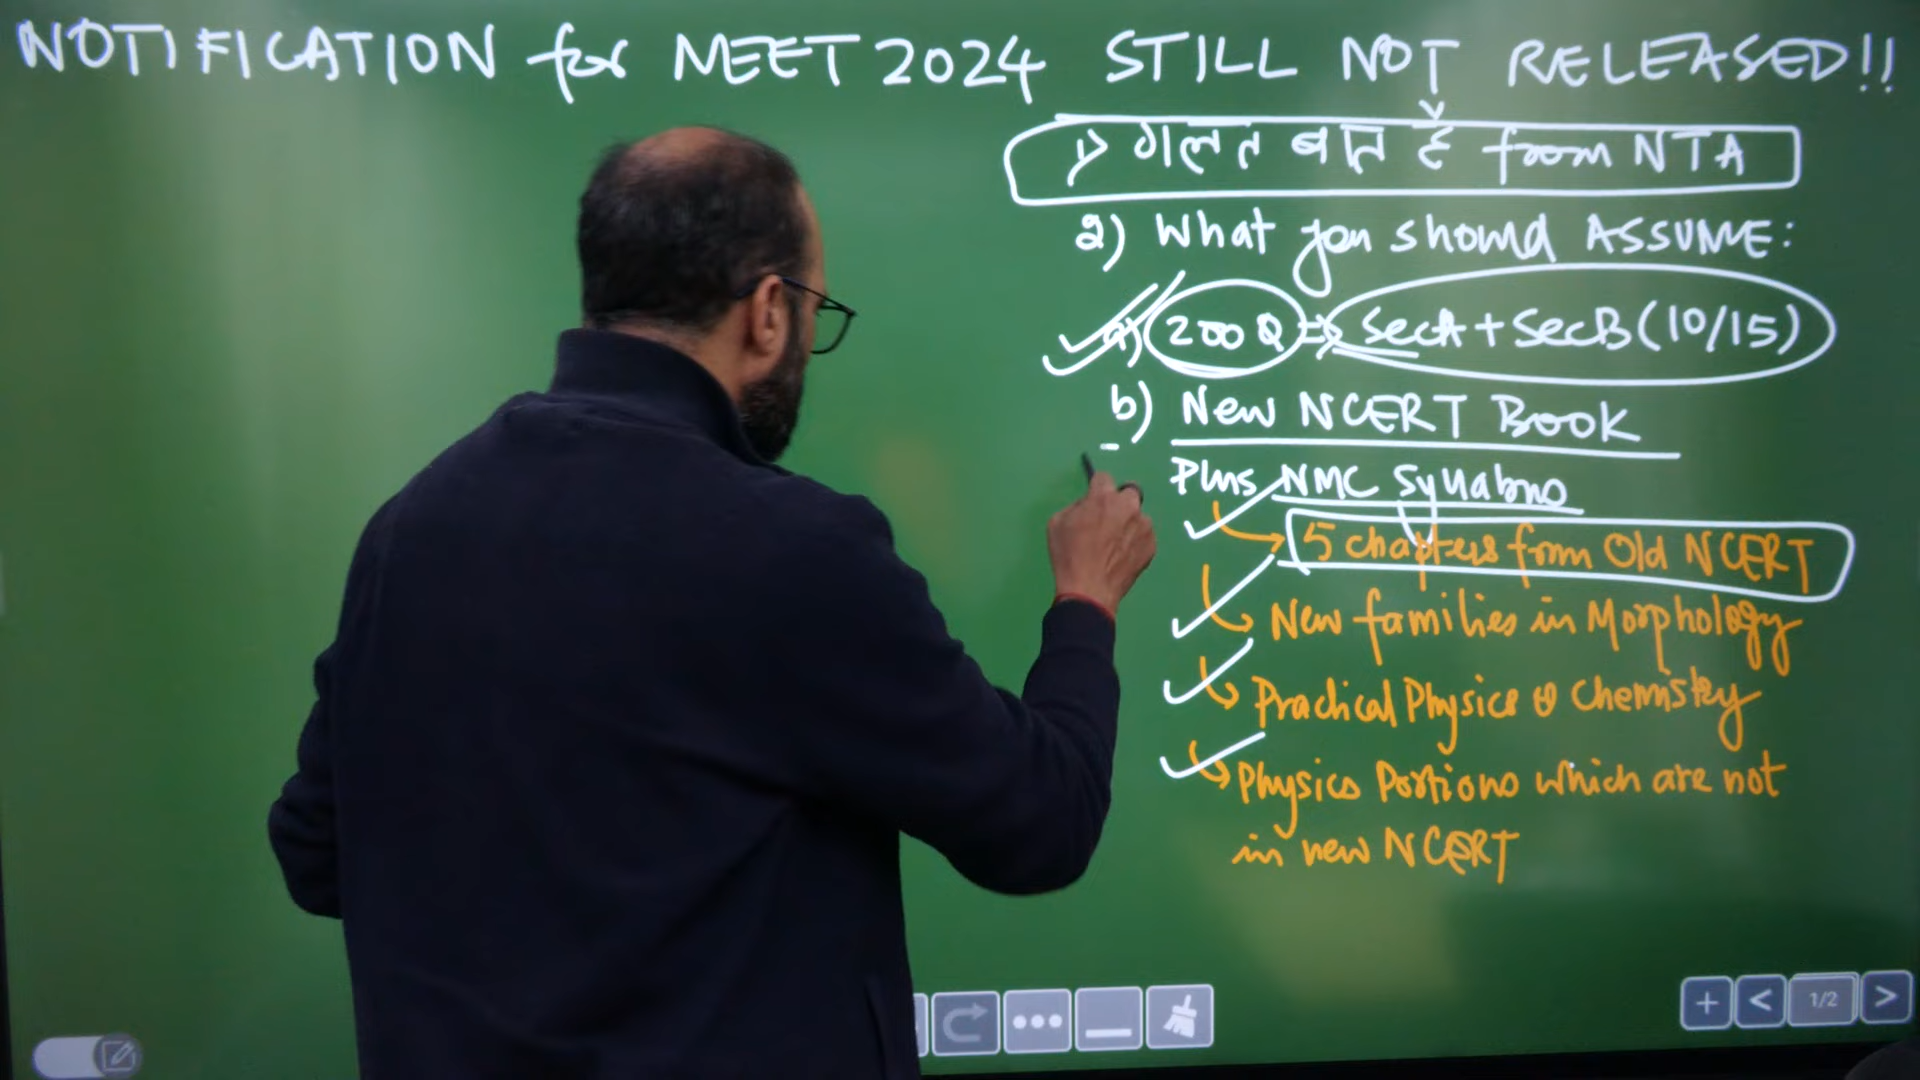 NOTIFICATION for NEET 2024 STILL NOT RELEASED!!
1> गलत बात है from NTA
2) What you should ASSUME:
a) 200 Q => SecA + SecB (10/15)
b) New NCERT Book
Plus NMC Syllabus
5 chapters from Old NCERT
New families in Morphology
Practical Physics & Chemistry
Physics Portions which are not
in new NCERT
1/2